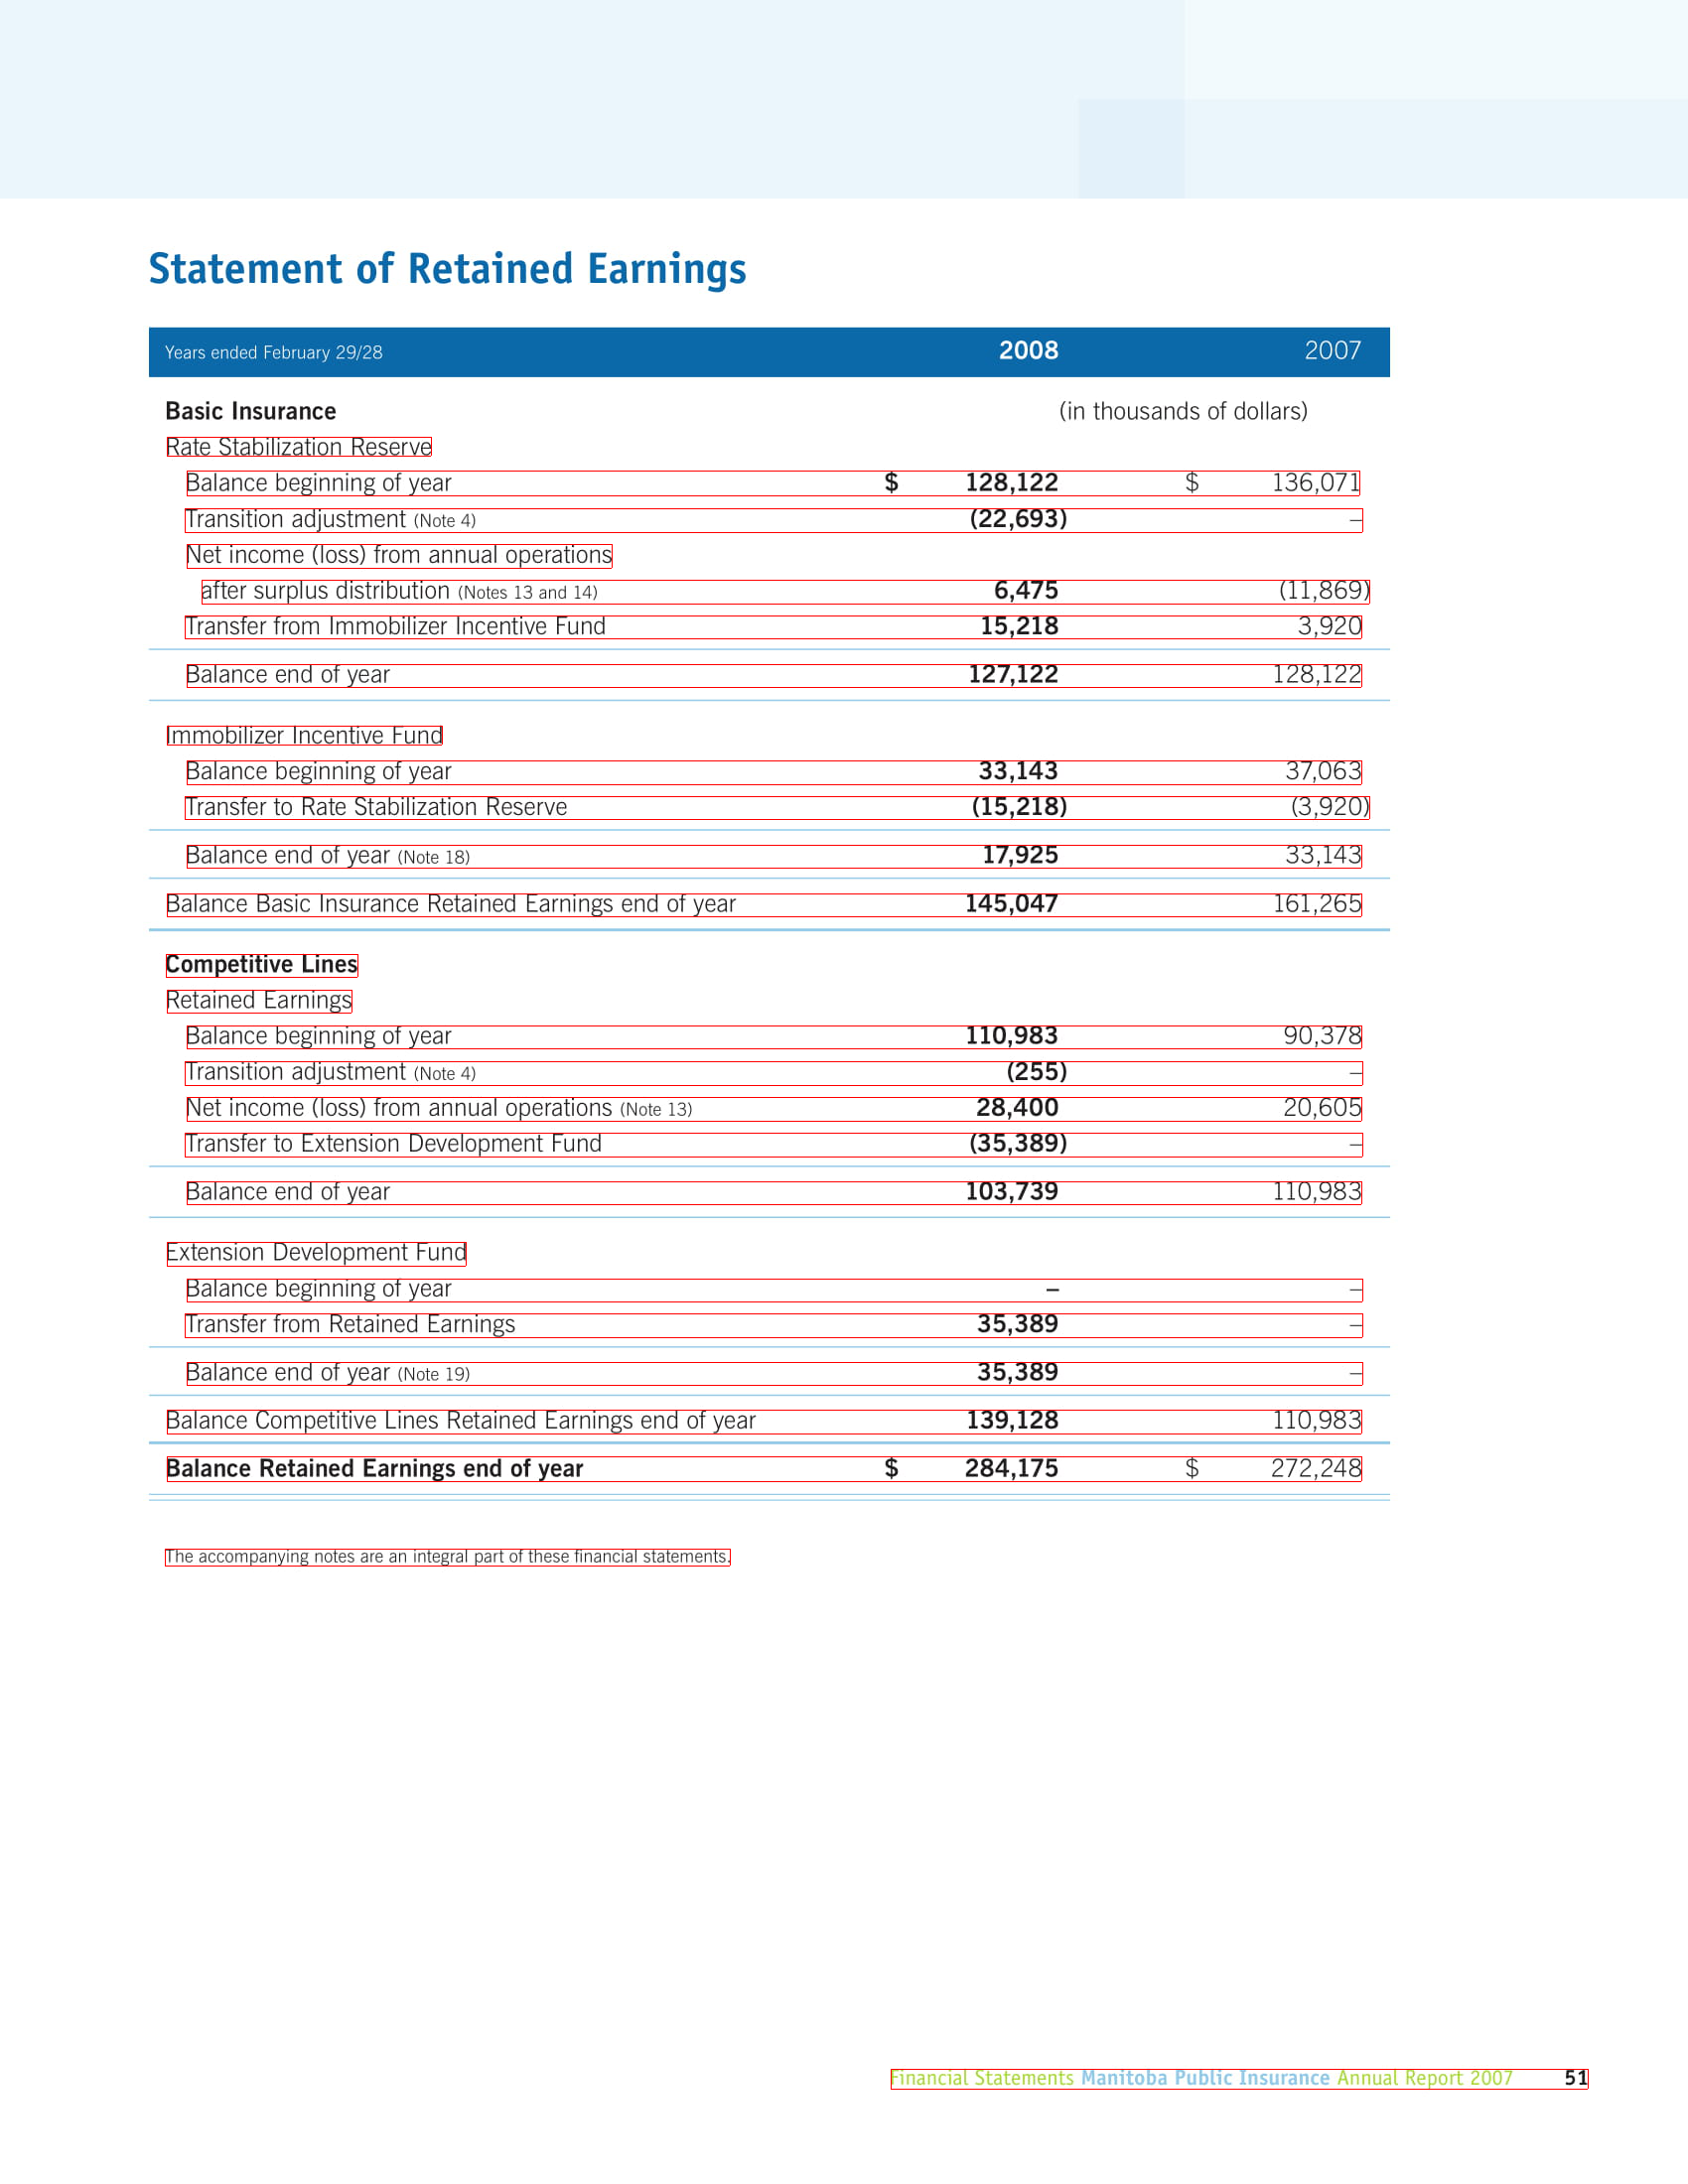 Statement of Retained Earnings
Years ended February 29/28 2008 2007
Basic Insurance (in thousands of dollars)
Rate Stabilization Reserve
Balance beginning of year $ 128,122 $ 136,071
Transition adjustment (Note 4) (22,693) –
Net income (loss) from annual operations
after surplus distribution (Notes 13 and 14) 6,475 (11,869)
Transfer from Immobilizer Incentive Fund 15,218 3,920
Balance end of year 127,122 128,122
Immobilizer Incentive Fund
Balance beginning of year 33,143 37,063
Transfer to Rate Stabilization Reserve (15,218) (3,920)
Balance end of year (Note 18) 17,925 33,143
Balance Basic Insurance Retained Earnings end of year 145,047 161,265
Competitive Lines
Retained Earnings
Balance beginning of year 110,983 90,378
Transition adjustment (Note 4) (255) –
Net income (loss) from annual operations (Note 13) 28,400 20,605
Transfer to Extension Development Fund (35,389) –
Balance end of year 103,739 110,983
Extension Development Fund
Balance beginning of year – –
Transfer from Retained Earnings 35,389 –
Balance end of year (Note 19) 35,389 –
Balance Competitive Lines Retained Earnings end of year 139,128 110,983
Balance Retained Earnings end of year $ 284,175 $ 272,248
The accompanying notes are an integral part of these financial statements.
Financial Statements Manitoba Public Insurance Annual Report 2007 51